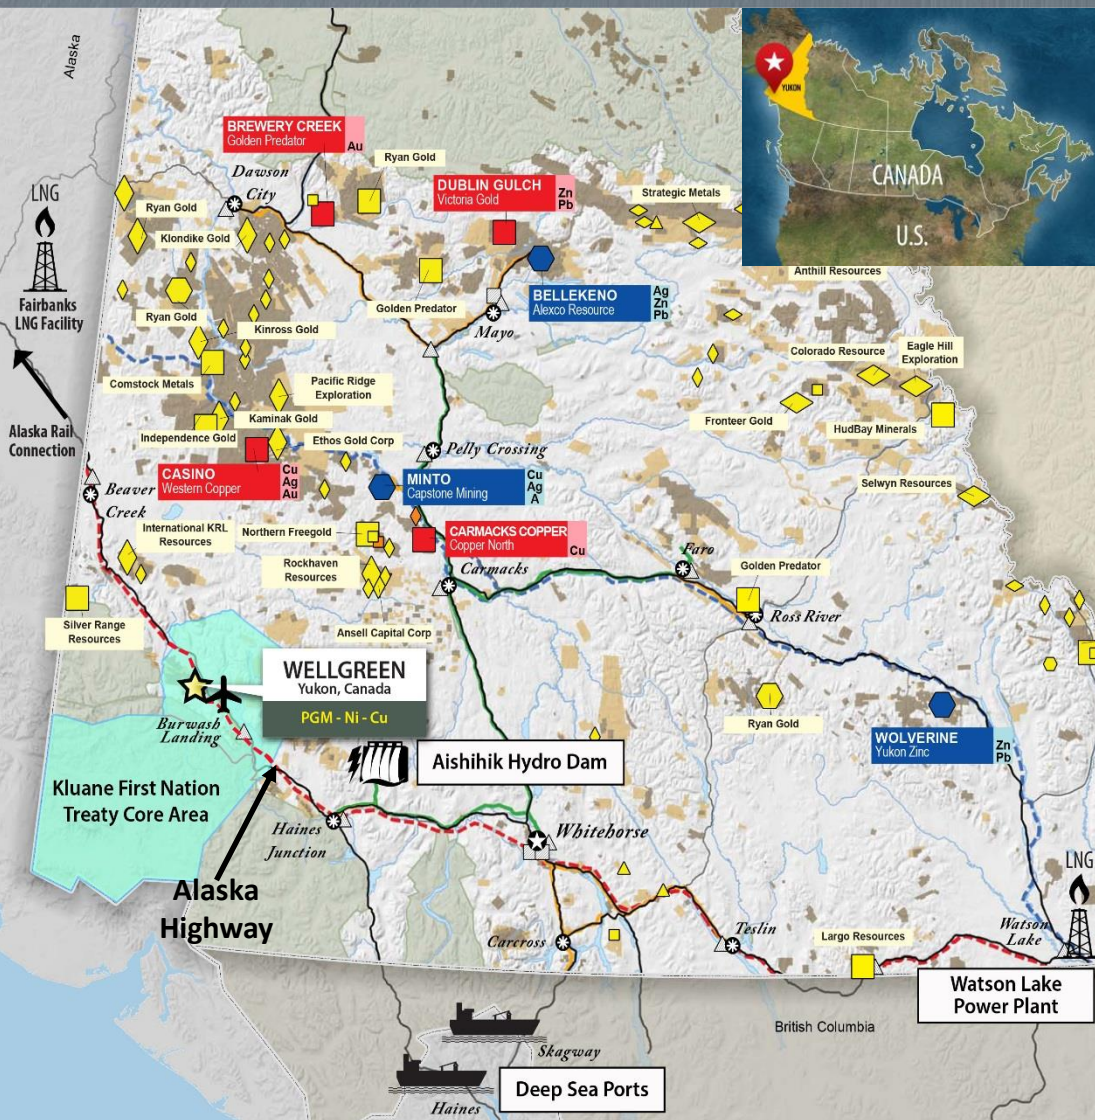 Alaska
YUKON
CANADA
U.S.
BREWERY CREEK
Golden Predator
Au
Ryan Gold
Dawson
City
DUBLIN GULCH
Victoria Gold
Zn
Pb
Strategic Metals
LNG
Fairbanks
LNG Facility
Ryan Gold
Klondike Gold
Ryan Gold
Golden Predator
BELLEKENO
Alexco Resource
Ag
Zn
Pb
Mayo
Anthill Resources
Kinross Gold
Comstock Metals
Pacific Ridge
Exploration
Colorado Resource
Eagle Hill
Exploration
Alaska Rail
Connection
Kaminak Gold
Independence Gold
Ethos Gold Corp
Fronteer Gold
HudBay Minerals
Pelly Crossing
CASINO
Western Copper
Cu
Ag
Au
MINTO
Capstone Mining
Cu
Ag
A
Selwyn Resources
Beaver
Creek
International KRL
Resources
Northern Freegold
CARMACKS COPPER
Copper North
Cu
Rockhaven
Resources
Carmacks
Faro
Golden Predator
Ross River
Silver Range
Resources
Ansell Capital Corp
WELLGREEN
Yukon, Canada
PGM - Ni - Cu
Burwash
Landing
Ryan Gold
WOLVERINE
Yukon Zinc
Zn
Pb
Aishihik Hydro Dam
Kluane First Nation
Treaty Core Area
Haines
Junction
Whitehorse
Alaska
Highway
LNG
Carcross
Teslin
Largo Resources
Watson
Lake
Watson Lake
Power Plant
British Columbia
Skagway
Deep Sea Ports
Haines